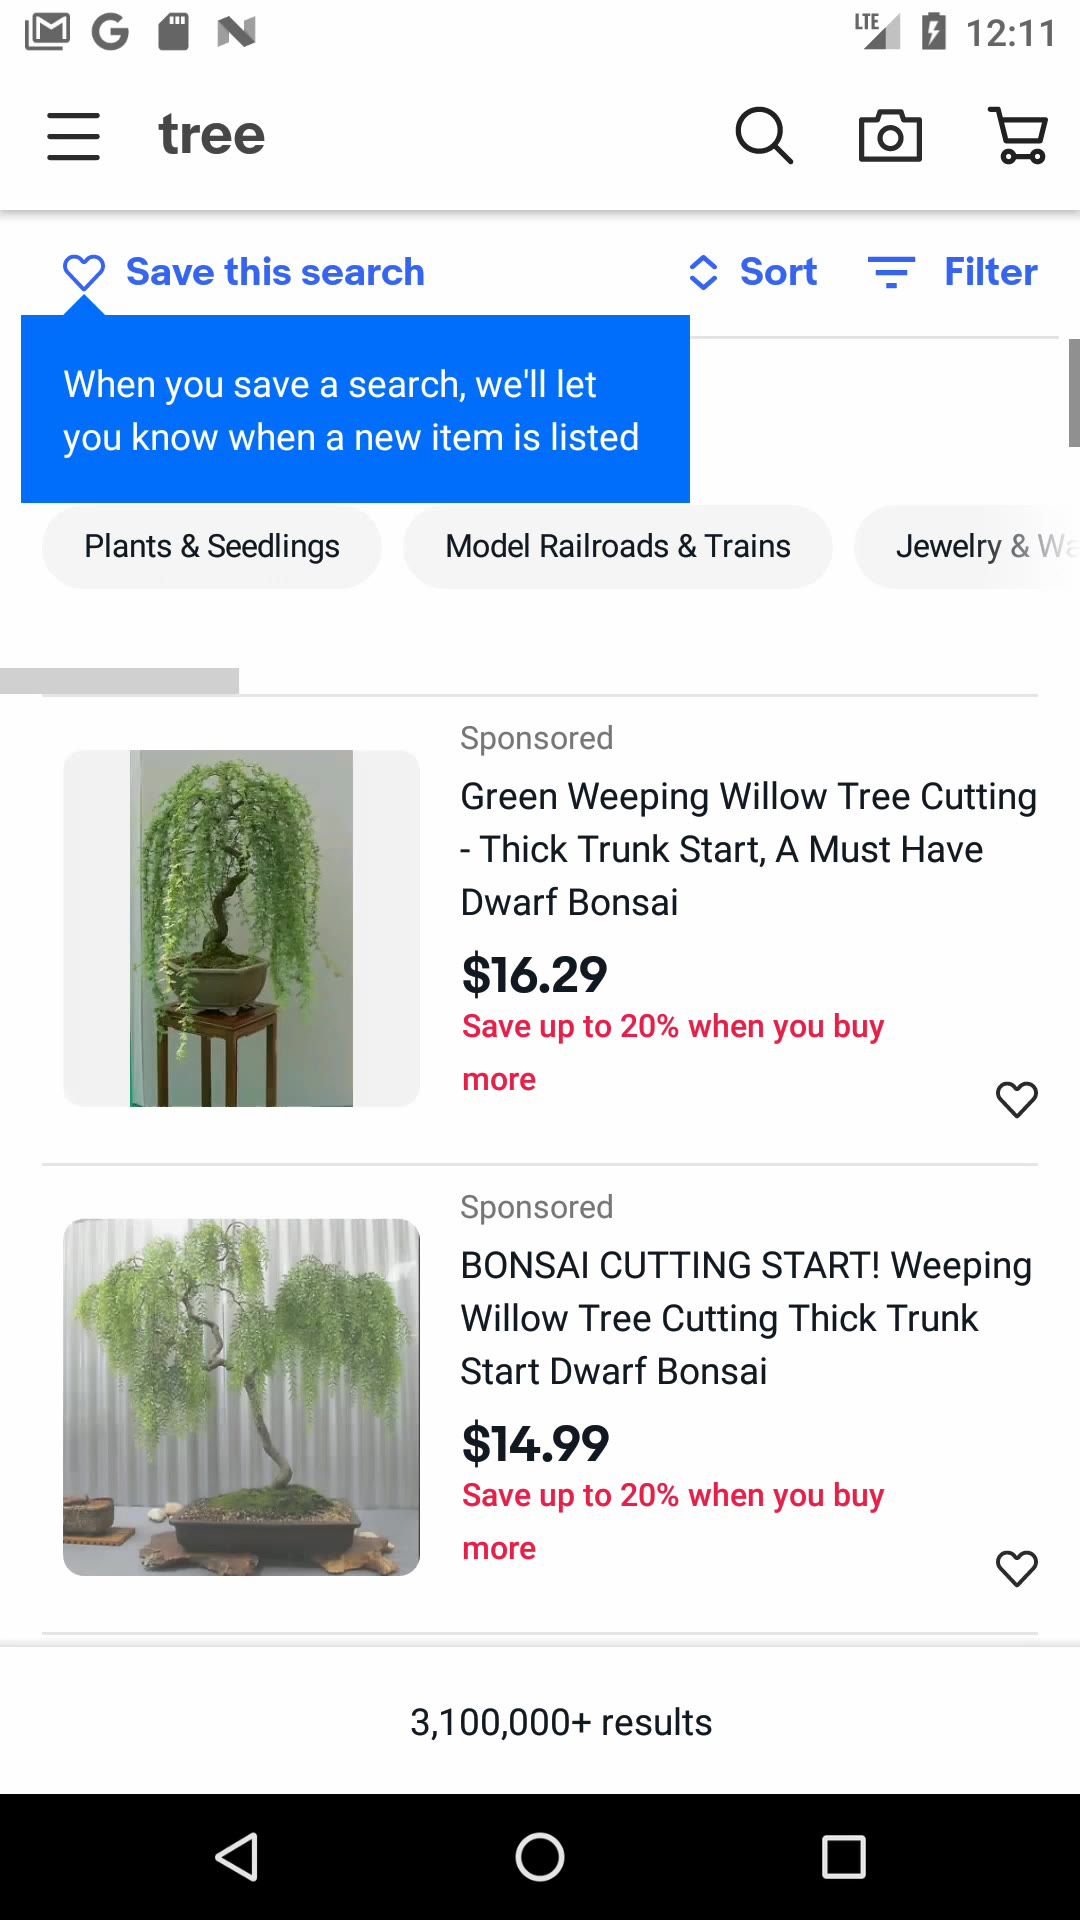 LTE 12:11
tree
Save this search
Sort
Filter
When you save a search, we'll let
you know when a new item is listed
Plants & Seedlings
Model Railroads & Trains
Jewelry & Wa
Sponsored
Green Weeping Willow Tree Cutting
- Thick Trunk Start, A Must Have
Dwarf Bonsai
$16.29
Save up to 20% when you buy
more
Sponsored
BONSAI CUTTING START! Weeping
Willow Tree Cutting Thick Trunk
Start Dwarf Bonsai
$14.99
Save up to 20% when you buy
more
3,100,000+ results